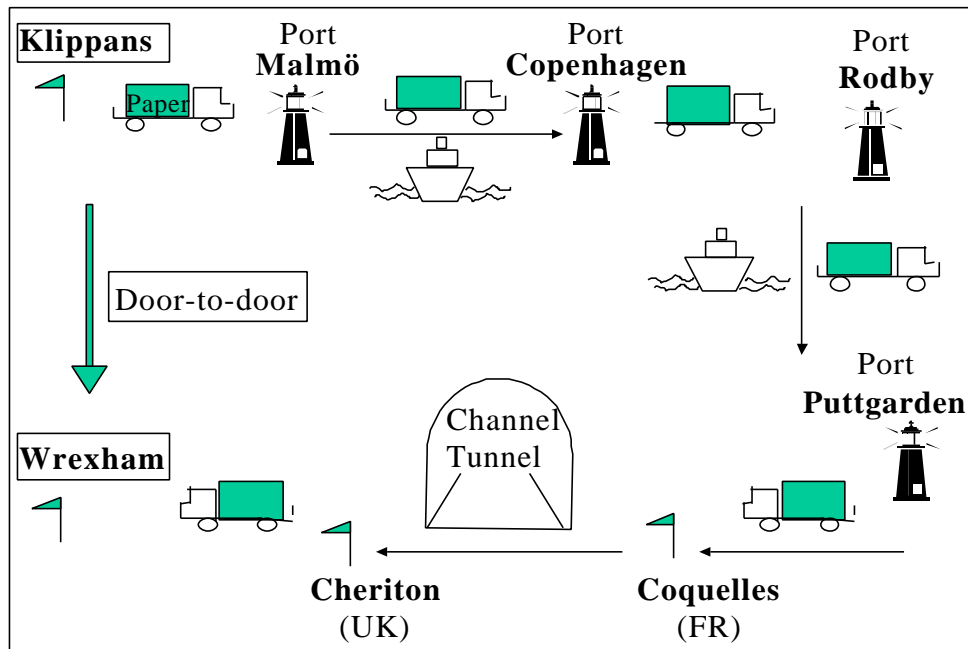 Klippans
Paper
Port
Malmö
Port
Copenhagen
Port
Rodby
Door-to-door
Port
Puttgarden
Channel
Tunnel
Wrexham
Cheriton
(UK)
Coquelles
(FR)